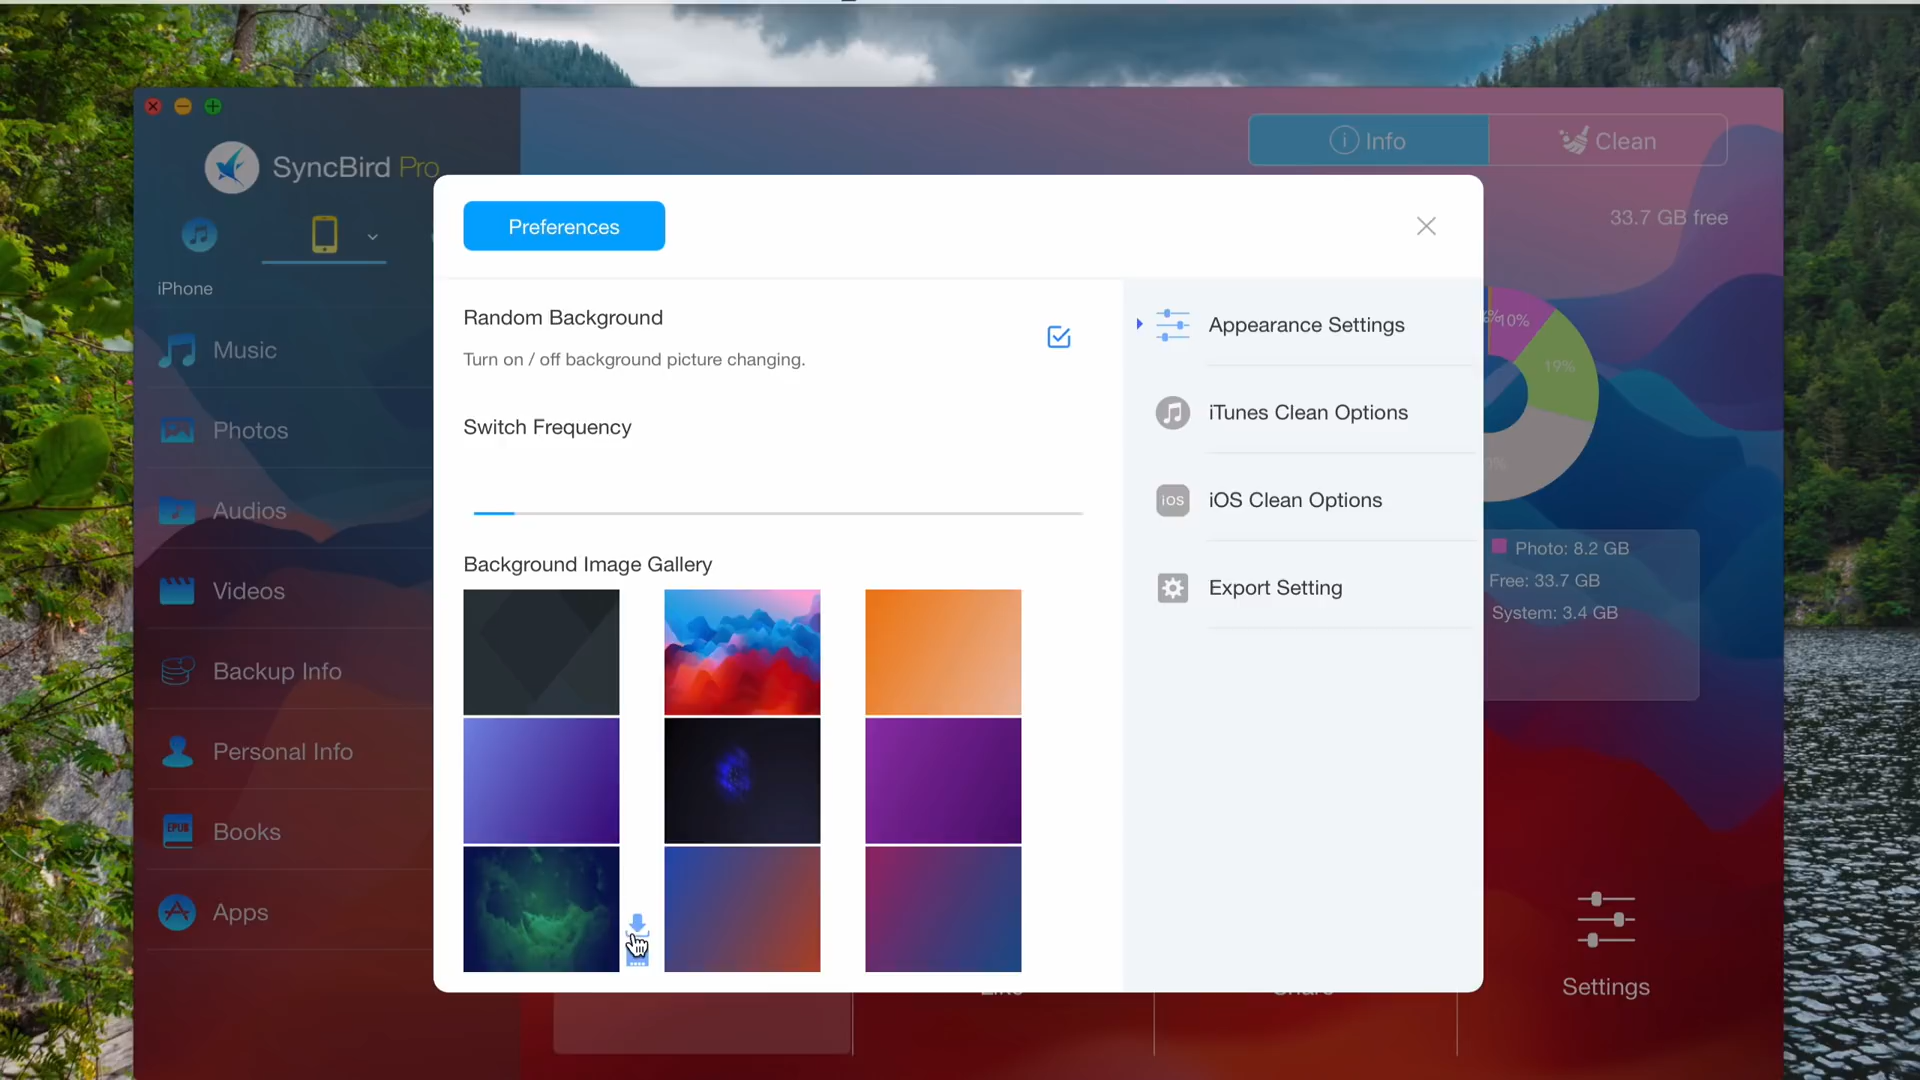 SyncBird Pro
Info
Clean
33.7 GB free
iPhone
Music
Photos
Audios
Videos
Backup Info
Personal Info
EPUB
Books
Apps
Preferences
Random Background
Turn on / off background picture changing.
Switch Frequency
Background Image Gallery
Appearance Settings
iTunes Clean Options
iOS
iOS Clean Options
Export Setting
10%
19%
Photo: 8.2 GB
Free: 33.7 GB
System: 3.4 GB
Settings